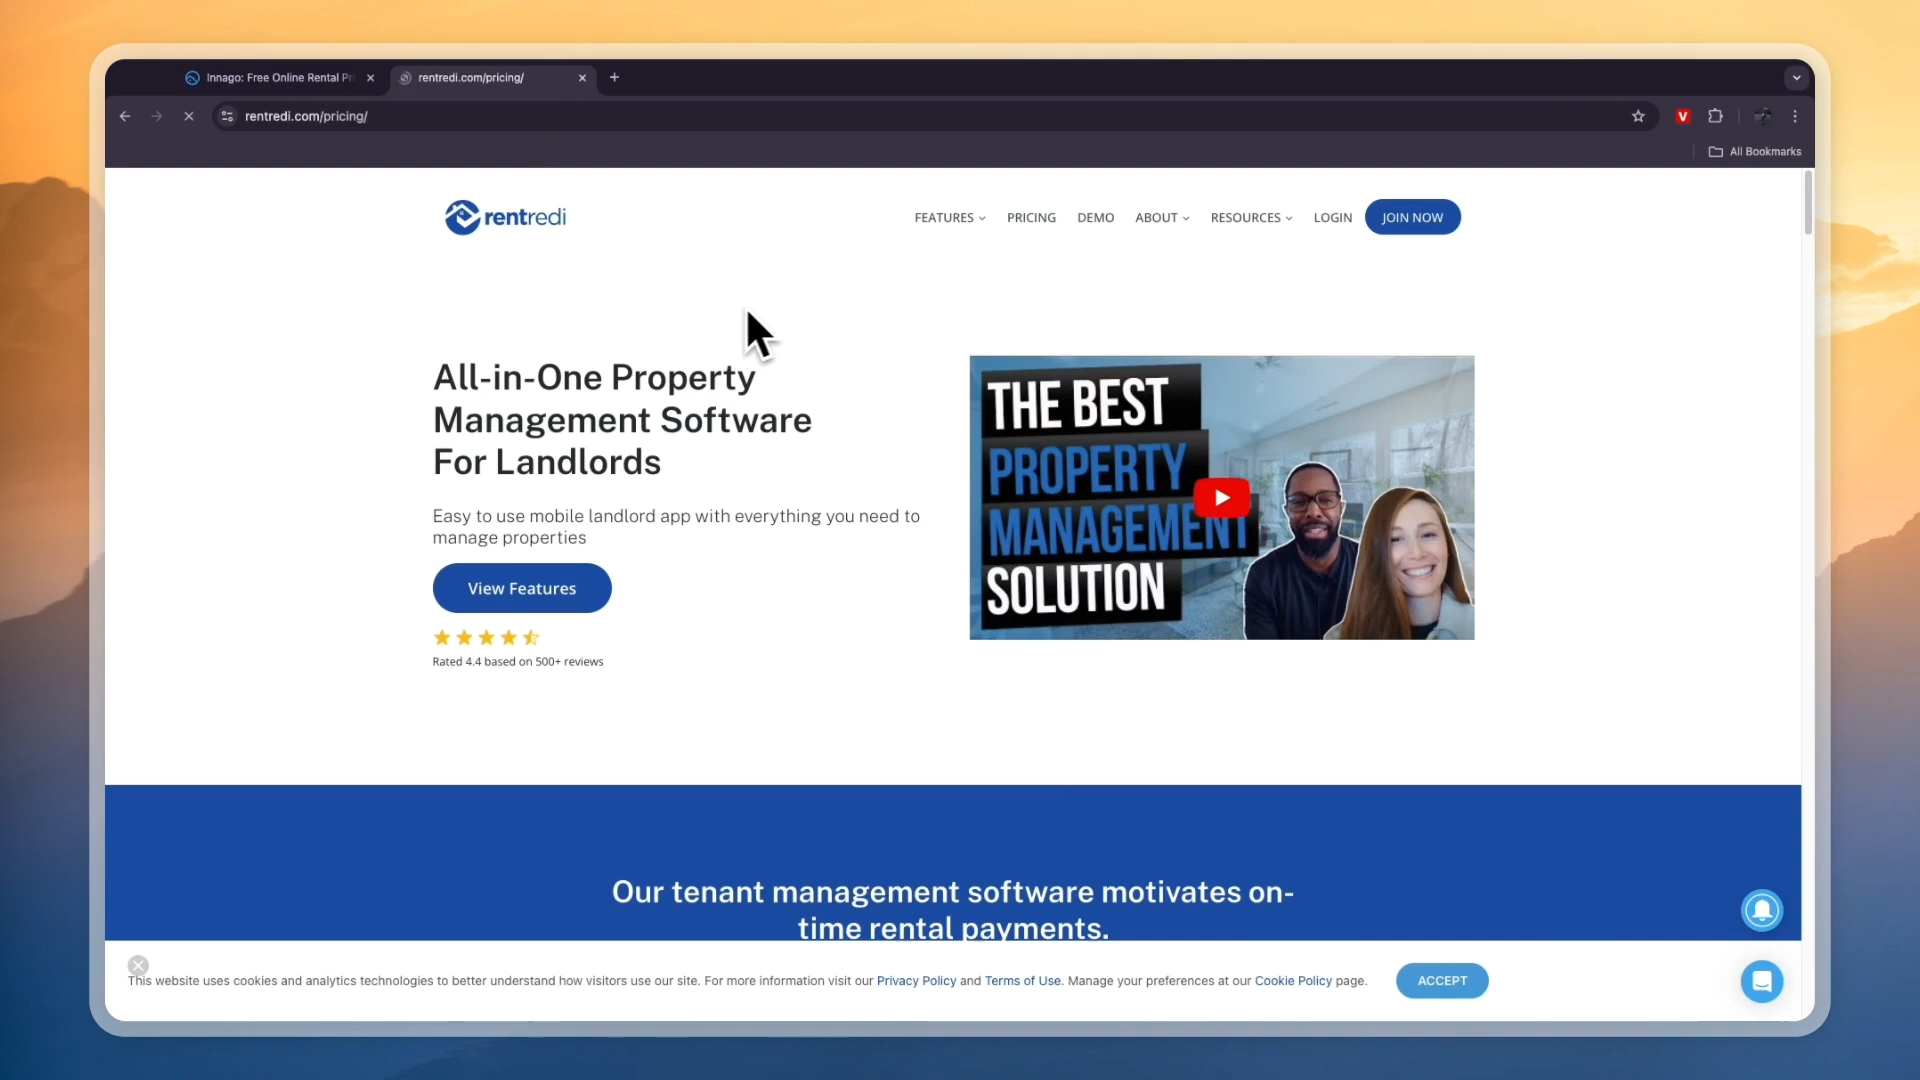 Innago: Free Online Rental Pr
rentredi.com/pricing/
rentredi.com/pricing/
V
All Bookmarks
rentredi
FEATURES
PRICING
DEMO
ABOUT
RESOURCES
LOGIN
JOIN NOW
All-in-One Property
Management Software
For Landlords
Easy to use mobile landlord app with everything you need to
manage properties
View Features
Rated 4.4 based on 500+ reviews
THE BEST
PROPERTY
MANAGEMENT
SOLUTION
Our tenant management software motivates on-
time rental payments.
This website uses cookies and analytics technologies to better understand how visitors use our site. For more information visit our Privacy Policy and Terms of Use. Manage your preferences at our Cookie Policy page.
ACCEPT